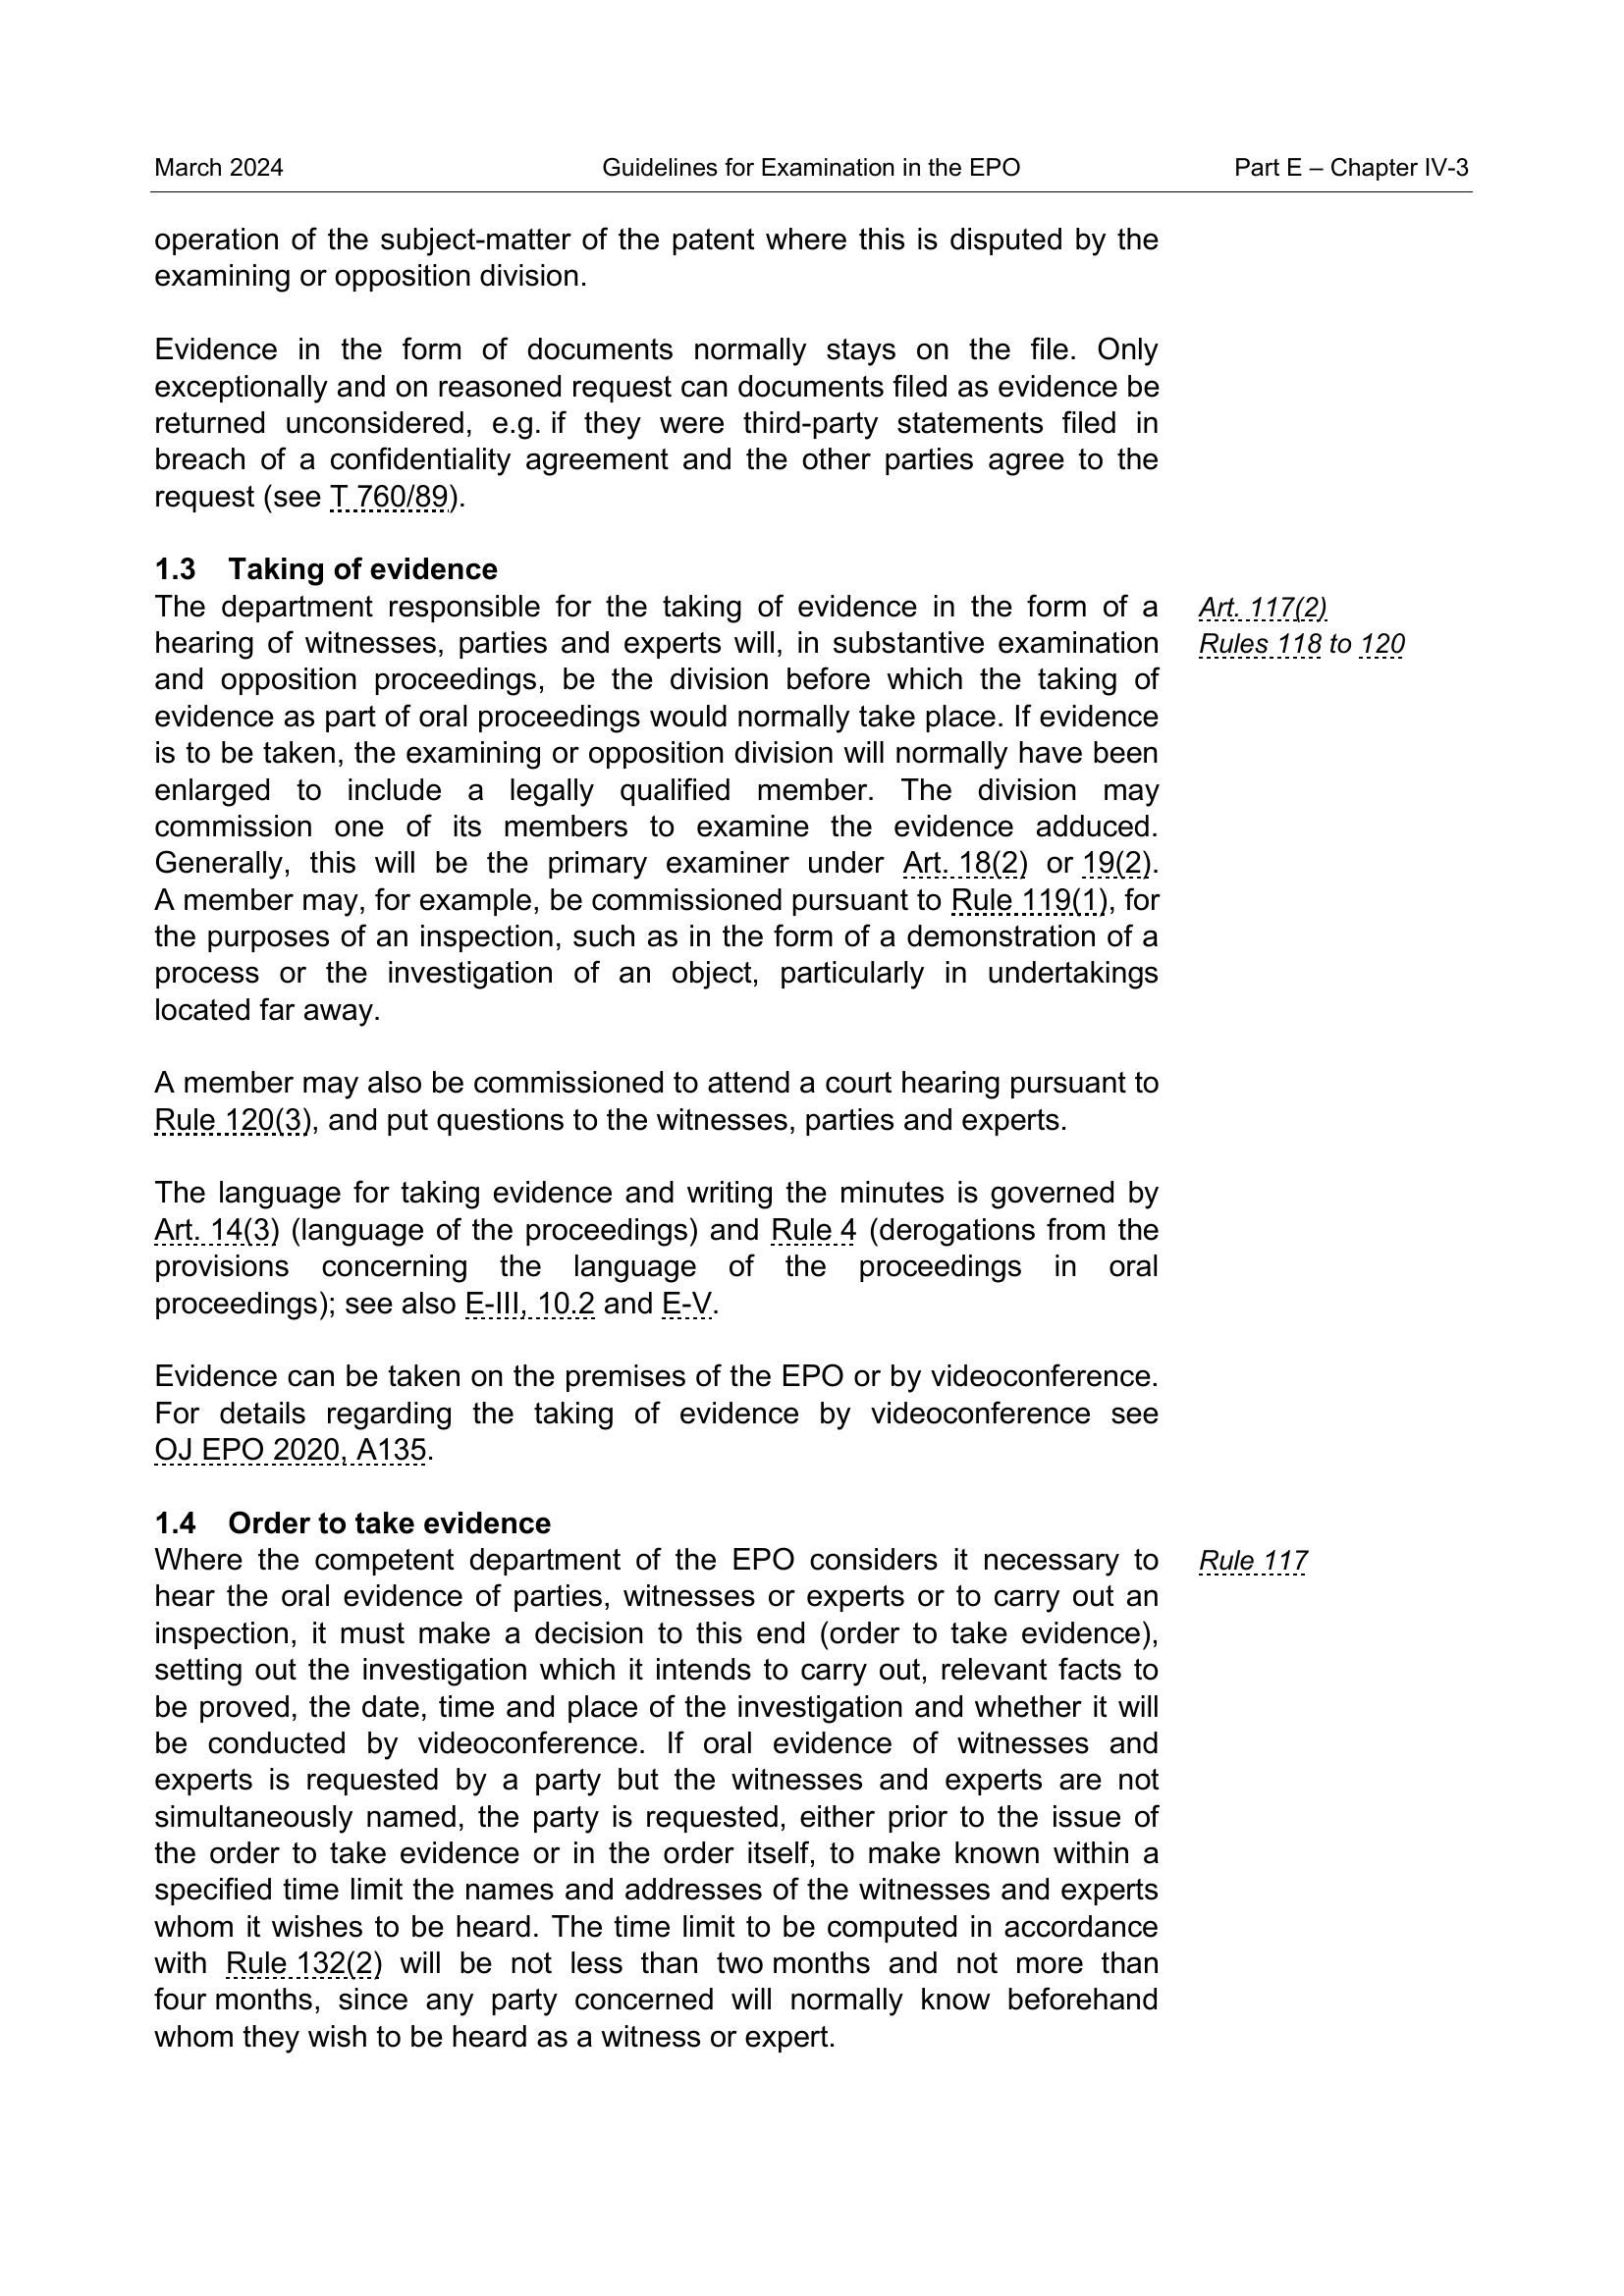 March 2024 Guidelines for Examination in the EPO Part E – Chapter IV-3
operation of the subject-matter of the patent where this is disputed by the
examining or opposition division.
Evidence in the form of documents normally stays on the file. Only
exceptionally and on reasoned request can documents filed as evidence be
returned unconsidered, e.g. if they were third-party statements filed in
breach of a confidentiality agreement and the other parties agree to the
request (see T 760/89).
1.3 Taking of evidence
The department responsible for the taking of evidence in the form of a
hearing of witnesses, parties and experts will, in substantive examination
and opposition proceedings, be the division before which the taking of
evidence as part of oral proceedings would normally take place. If evidence
is to be taken, the examining or opposition division will normally have been
enlarged to include a legally qualified member. The division may
commission one of its members to examine the evidence adduced.
Generally, this will be the primary examiner under Art. 18(2) or 19(2).
A member may, for example, be commissioned pursuant to Rule 119(1), for
the purposes of an inspection, such as in the form of a demonstration of a
process or the investigation of an object, particularly in undertakings
located far away.
Art. 117(2)
Rules 118 to 120
A member may also be commissioned to attend a court hearing pursuant to
Rule 120(3), and put questions to the witnesses, parties and experts.
The language for taking evidence and writing the minutes is governed by
Art. 14(3) (language of the proceedings) and Rule 4 (derogations from the
provisions concerning the language of the proceedings in oral
proceedings); see also E-III, 10.2 and E-V.
Evidence can be taken on the premises of the EPO or by videoconference.
For details regarding the taking of evidence by videoconference see
OJ EPO 2020, A135.
1.4 Order to take evidence
Where the competent department of the EPO considers it necessary to
hear the oral evidence of parties, witnesses or experts or to carry out an
inspection, it must make a decision to this end (order to take evidence),
setting out the investigation which it intends to carry out, relevant facts to
be proved, the date, time and place of the investigation and whether it will
be conducted by videoconference. If oral evidence of witnesses and
experts is requested by a party but the witnesses and experts are not
simultaneously named, the party is requested, either prior to the issue of
the order to take evidence or in the order itself, to make known within a
specified time limit the names and addresses of the witnesses and experts
whom it wishes to be heard. The time limit to be computed in accordance
with Rule 132(2) will be not less than two months and not more than
four months, since any party concerned will normally know beforehand
whom they wish to be heard as a witness or expert.
Rule 117